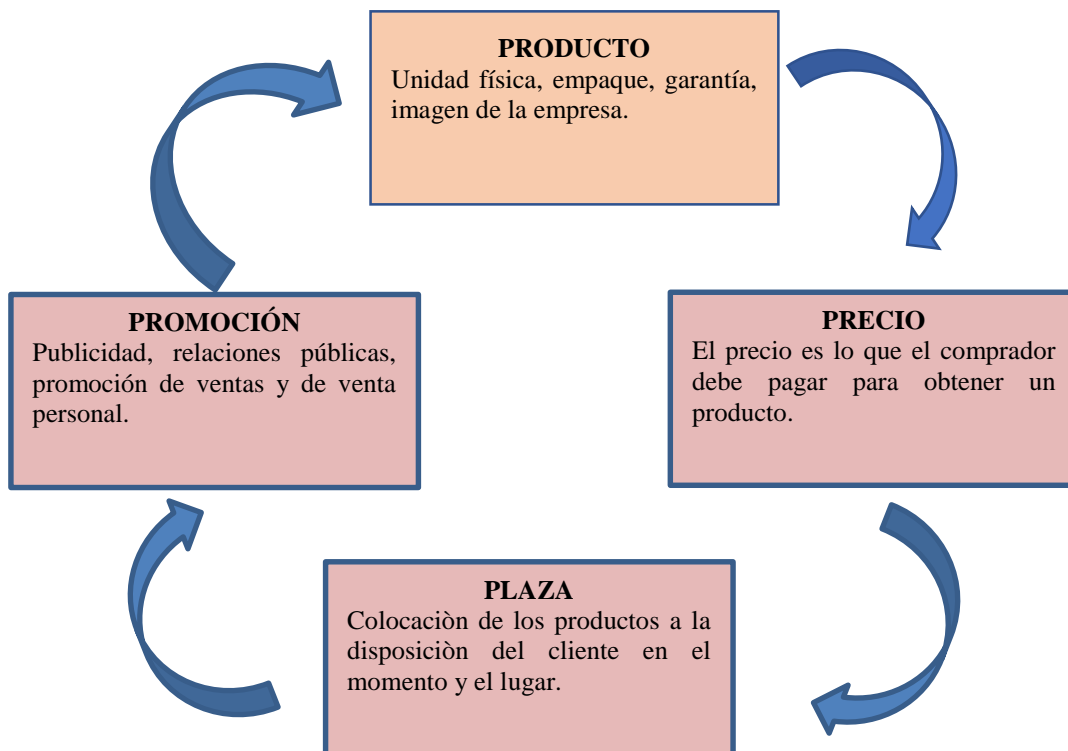 PRODUCTO
Unidad física, empaque, garantía,
imagen de la empresa.
PROMOCIÓN
Publicidad, relaciones públicas,
promoción de ventas y de venta
personal.
PRECIO
El precio es lo que el comprador
debe pagar para obtener un
producto.
PLAZA
Colocaciòn de los productos a la
disposiciòn del cliente en el
momento y el lugar.